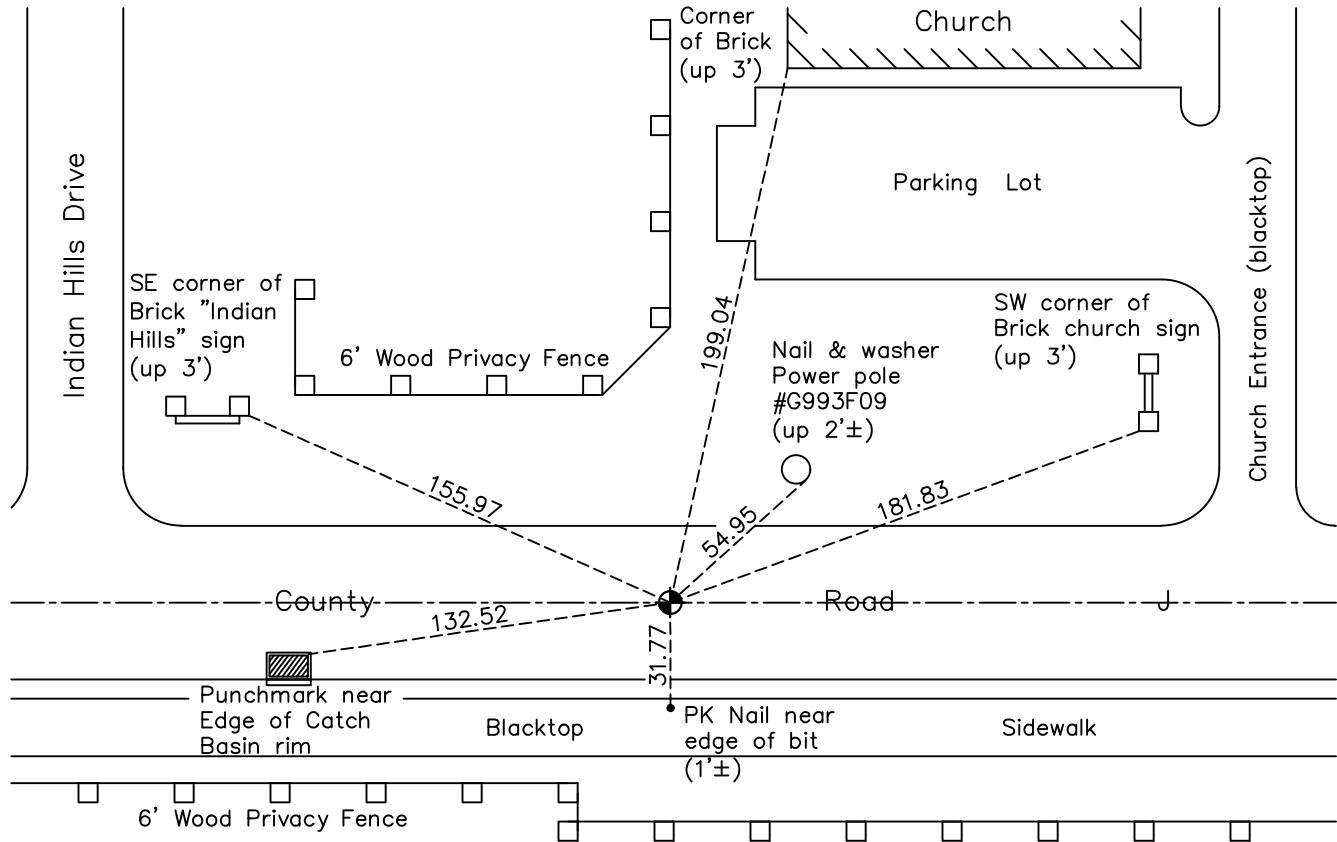 Corner
of Brick
(up 3')
Church
Parking Lot
Indian Hills Drive
Church Entrance (blacktop)
SE corner of
Brick "Indian
Hills" sign
(up 3')
6' Wood Privacy Fence
199.04
Nail & washer
Power pole
#G993F09
(up 2'±)
SW corner of
Brick church sign
(up 3')
155.97
54.95
181.83
County Road J
132.52
31.77
Punchmark near
Edge of Catch
Basin rim
Blacktop
PK Nail near
edge of bit
(1'±)
Sidewalk
6' Wood Privacy Fence